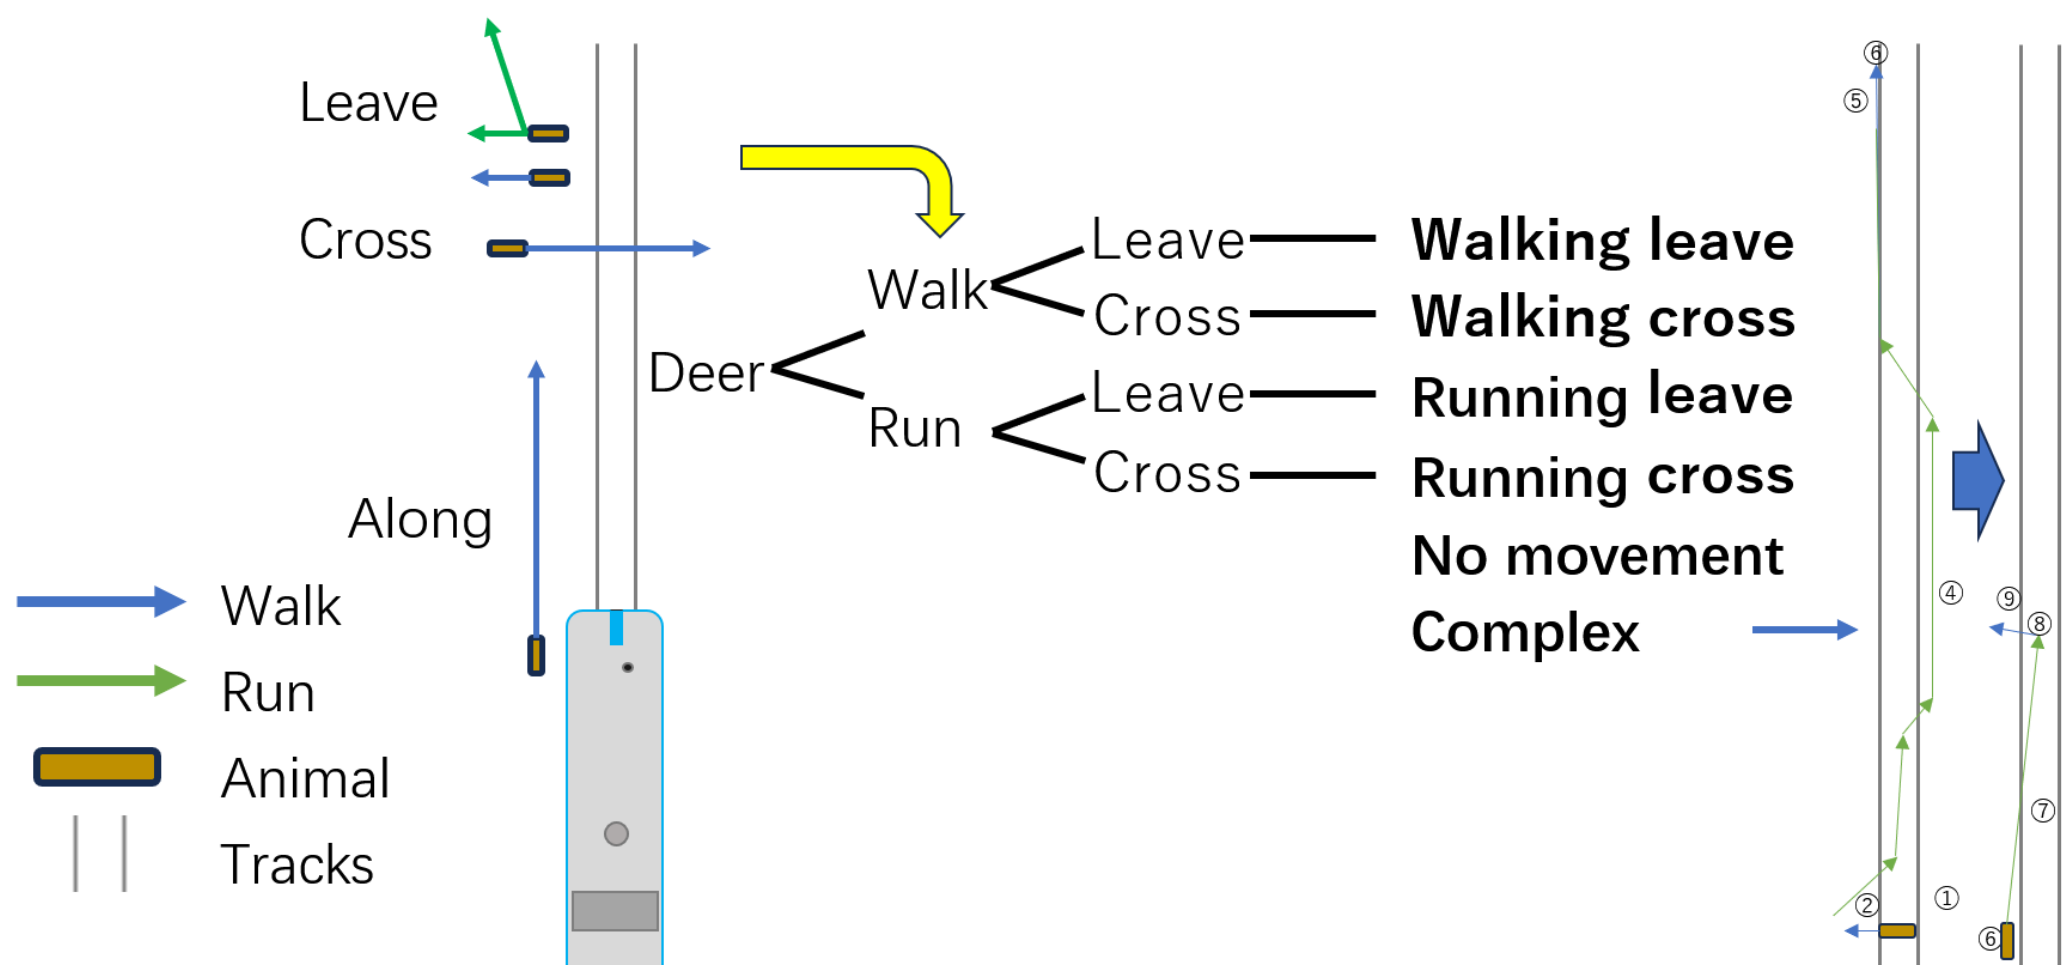 Leave
Cross
Along
Walk
Run
Animal
Tracks
Deer
Walk
Run
Leave
Cross
Leave
Cross
Walking leave
Walking cross
Running leave
Running cross
No movement
Complex
⑥
⑤
④
②
①
⑨
⑧
⑦
⑥